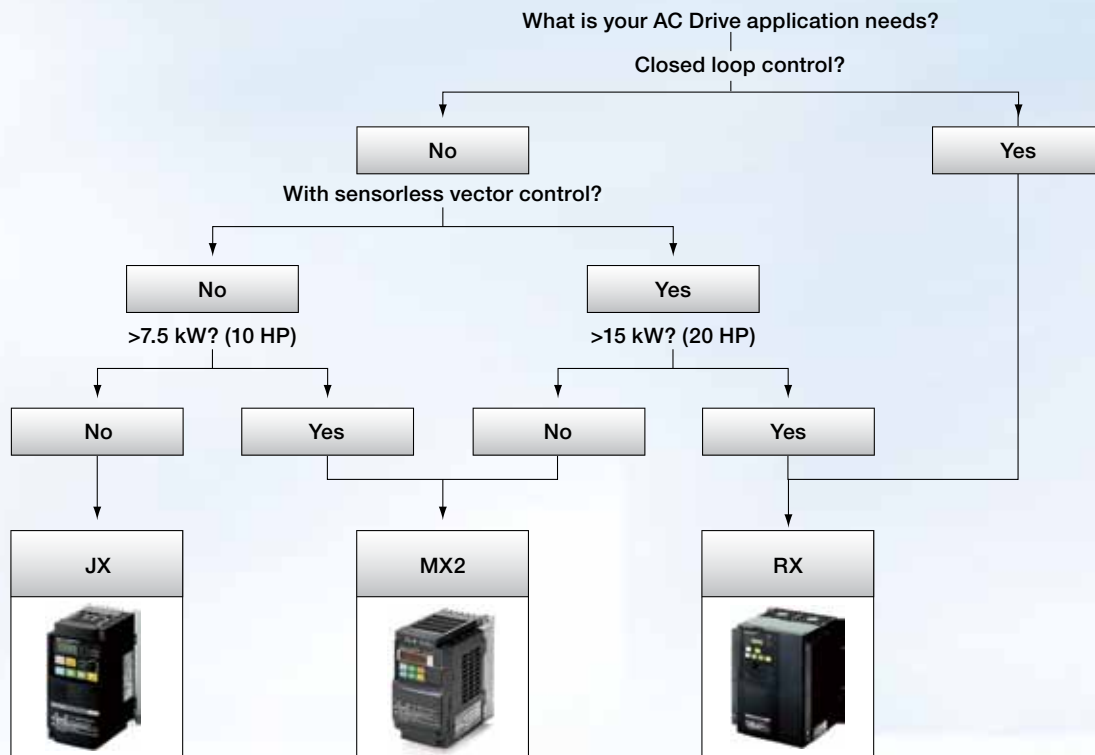 What is your AC Drive application needs?
Closed loop control?
No
Yes
With sensorless vector control?
No
Yes
>7.5 kW? (10 HP)
>15 kW? (20 HP)
No
Yes
No
Yes
JX
MX2
RX